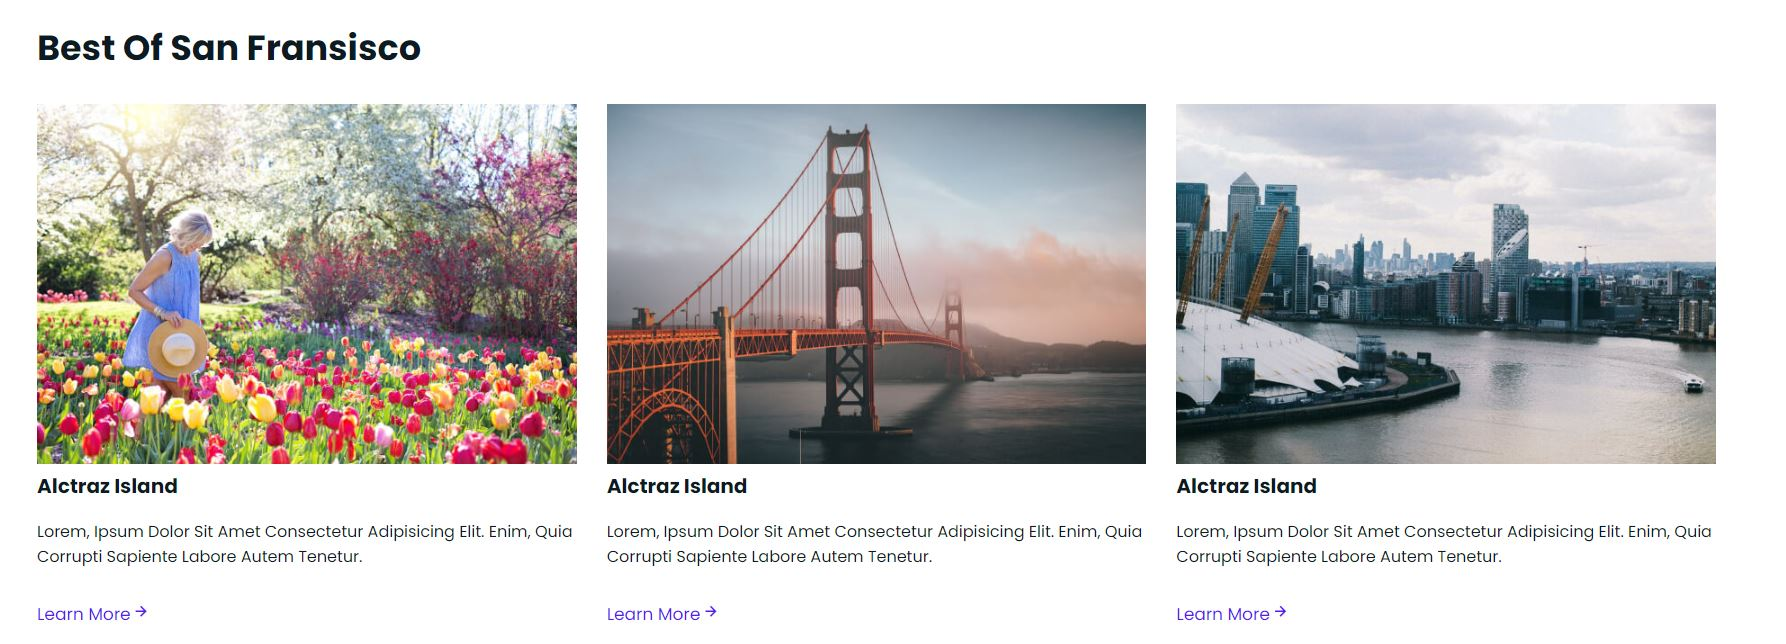 Best Of San Fransisco
Alctraz Island
Lorem, Ipsum Dolor Sit Amet Consectetur Adipisicing Elit. Enim, Quia
Corrupti Sapiente Labore Autem Tenetur.
Learn More →
Alctraz Island
Lorem, Ipsum Dolor Sit Amet Consectetur Adipisicing Elit. Enim, Quia
Corrupti Sapiente Labore Autem Tenetur.
Learn More →
Alctraz Island
Lorem, Ipsum Dolor Sit Amet Consectetur Adipisicing Elit. Enim, Quia
Corrupti Sapiente Labore Autem Tenetur.
Learn More →